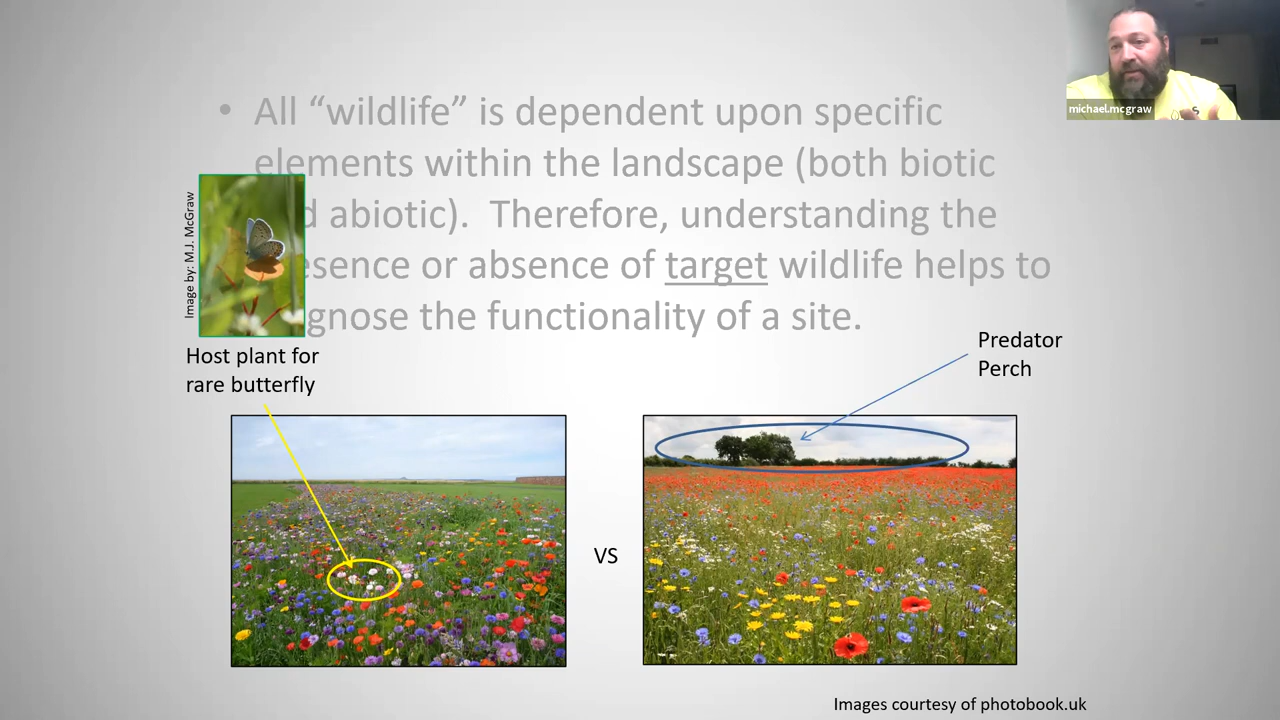 michael.mcgraw
• All “wildlife” is dependent upon specific
elements within the landscape (both biotic
abiotic). Therefore, understanding the
or absence of target wildlife helps to
the functionality of a site.
Image by: M.J. McGraw
Host plant for
rare butterfly
Predator
Perch
VS
Images courtesy of photobook.uk